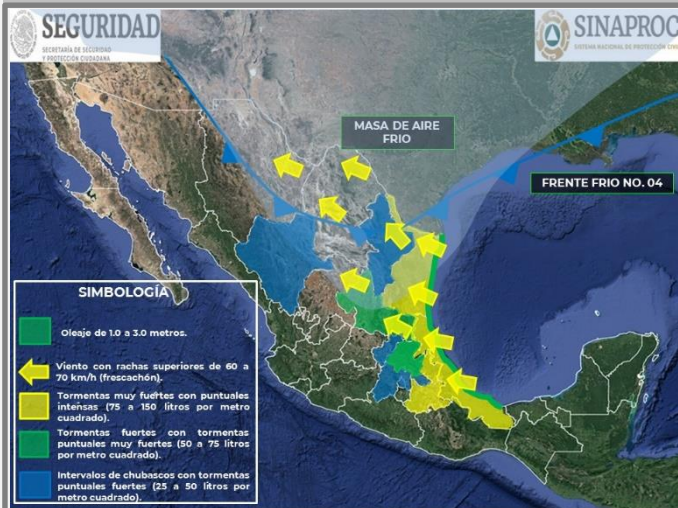 SEGURIDAD
SECRETARÍA DE SEGURIDAD
Y PROTECCIÓN CIUDADANA
SINAPROC
SISTEMA NACIONAL DE PROTECCIÓN CIVIL
MASA DE AIRE
FRIO
FRENTE FRIO NO. 04
SIMBOLOGÍA
Oleaje de 1.0 a 3.0 metros.
Viento con rachas superiores de 60 a
70 km/h (frescachón).
Tormentas muy fuertes con puntuales
intensas (75 a 150 litros por metro
cuadrado).
Tormentas fuertes con tormentas
puntuales muy fuertes (50 a 75 litros
por metro cuadrado).
Intervalos de chubascos con tormentas
puntuales fuertes (25 a 50 litros por
metro cuadrado).